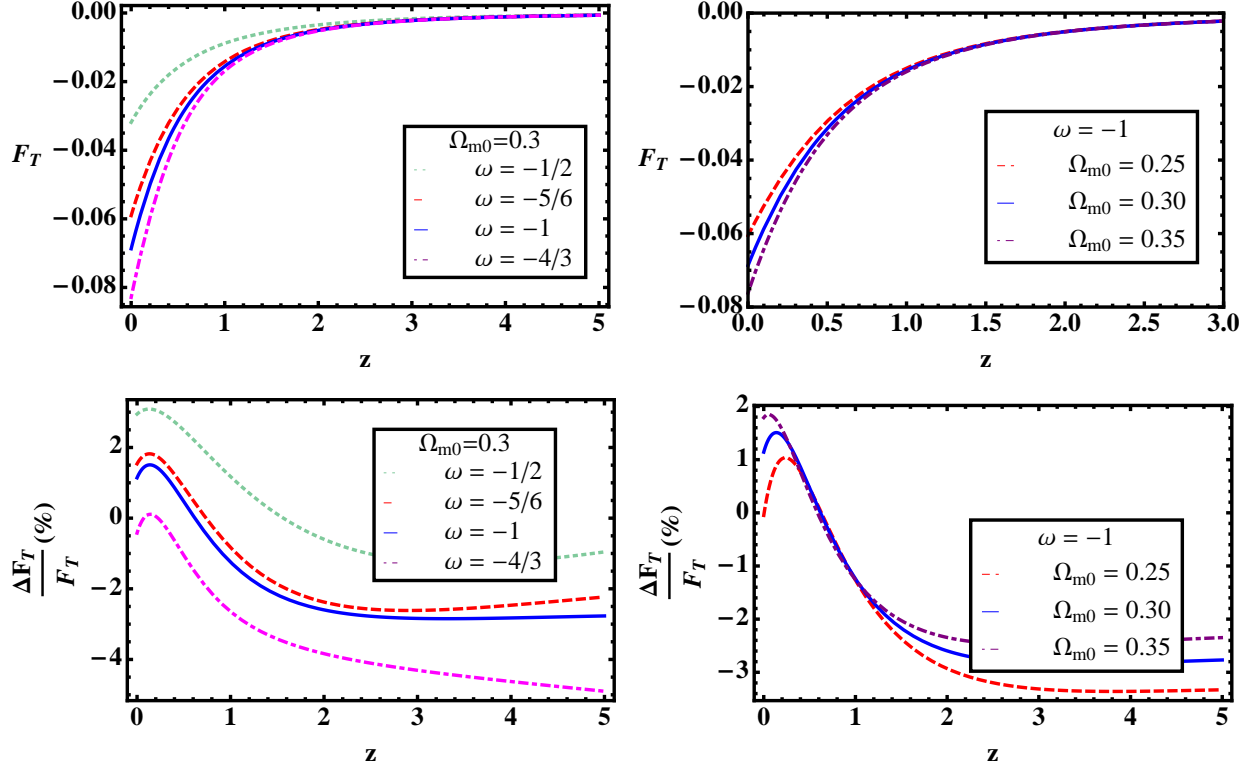 0.00
−0.02
−0.04
−0.06
−0.08
F_T
Ω_m0=0.3
ω = −1/2
ω = −5/6
ω = −1
ω = −4/3
0 1 2 3 4 5
z
0.00
−0.02
−0.04
−0.06
−0.08
F_T
ω = −1
Ω_m0 = 0.25
Ω_m0 = 0.30
Ω_m0 = 0.35
0.0 0.5 1.0 1.5 2.0 2.5 3.0
z
2
0
−2
−4
ΔF_T/F_T (%)
Ω_m0=0.3
ω = −1/2
ω = −5/6
ω = −1
ω = −4/3
0 1 2 3 4 5
z
2
1
0
−1
−2
−3
ΔF_T/F_T (%)
ω = −1
Ω_m0 = 0.25
Ω_m0 = 0.30
Ω_m0 = 0.35
0 1 2 3 4 5
z